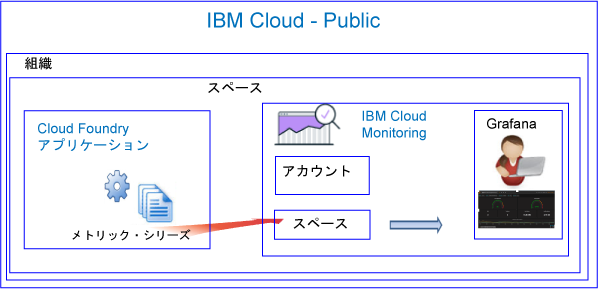 IBM Cloud - Public
組織
スペース
Cloud Foundry
アプリケーション
メトリック・シリーズ
IBM Cloud
Monitoring
アカウント
スペース
Grafana